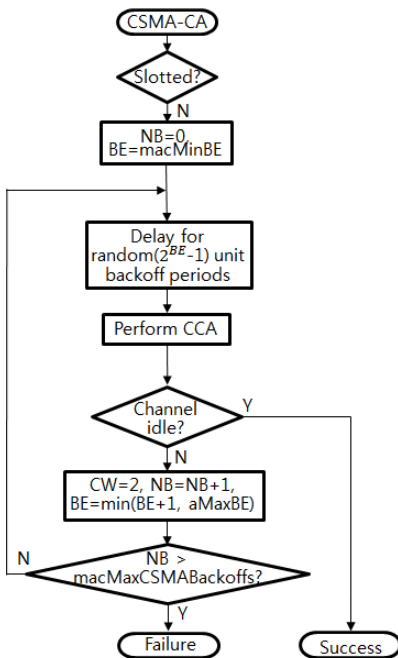 CSMA-CA
Slotted?
N
NB=0,
BE=macMinBE
Delay for
random(2^BE-1) unit
backoff periods
Perform CCA
Channel
idle?
Y
N
CW=2, NB=NB+1,
BE=min(BE+1, aMaxBE)
N
NB >
macMaxCSMABackoffs?
Y
Failure
Success